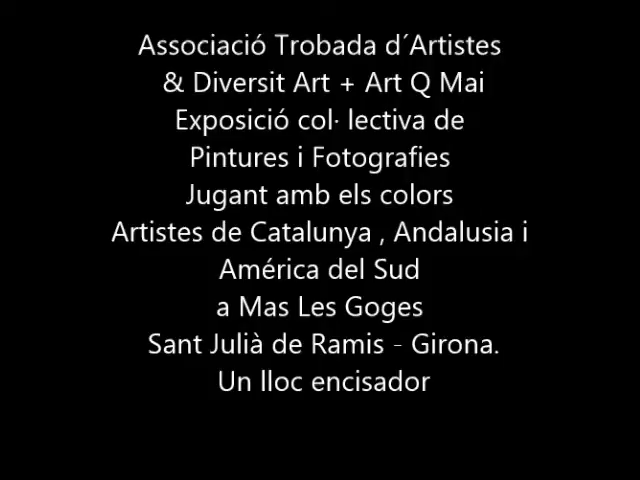 Associació Trobada d´Artistes
& Diversit Art + Art Q Mai
Exposició col· lectiva de
Pintures i Fotografies
Jugant amb els colors
Artistes de Catalunya , Andalusia i
América del Sud
a Mas Les Goges
Sant Julià de Ramis - Girona.
Un lloc encisador